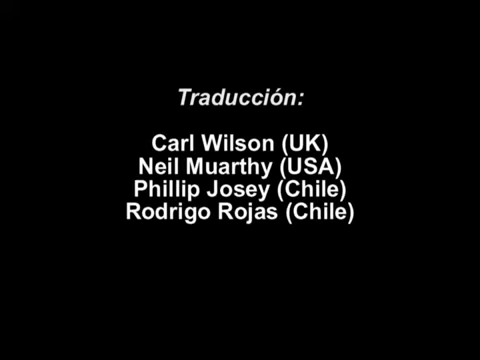 Traducción:
Carl Wilson (UK)
Neil Muarthy (USA)
Phillip Josey (Chile)
Rodrigo Rojas (Chile)